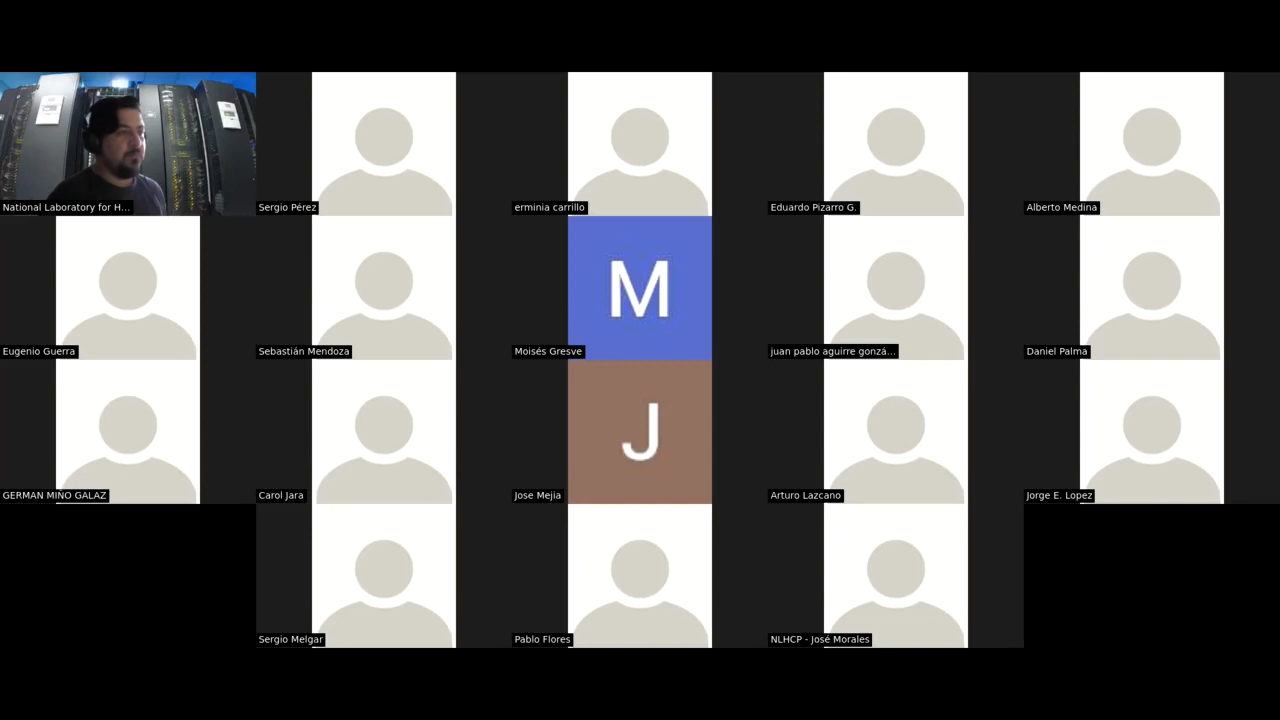 National Laboratory for H...
Sergio Pérez
erminia carrillo
Eduardo Pizarro G.
Alberto Medina
Eugenio Guerra
Sebastián Mendoza
M
Moisés Gresve
juan pablo aguirre gonzá...
Daniel Palma
GERMAN MIÑO GALAZ
Carol Jara
J
Jose Mejia
Arturo Lazcano
Jorge E. Lopez
Sergio Melgar
Pablo Flores
NLHCP - José Morales